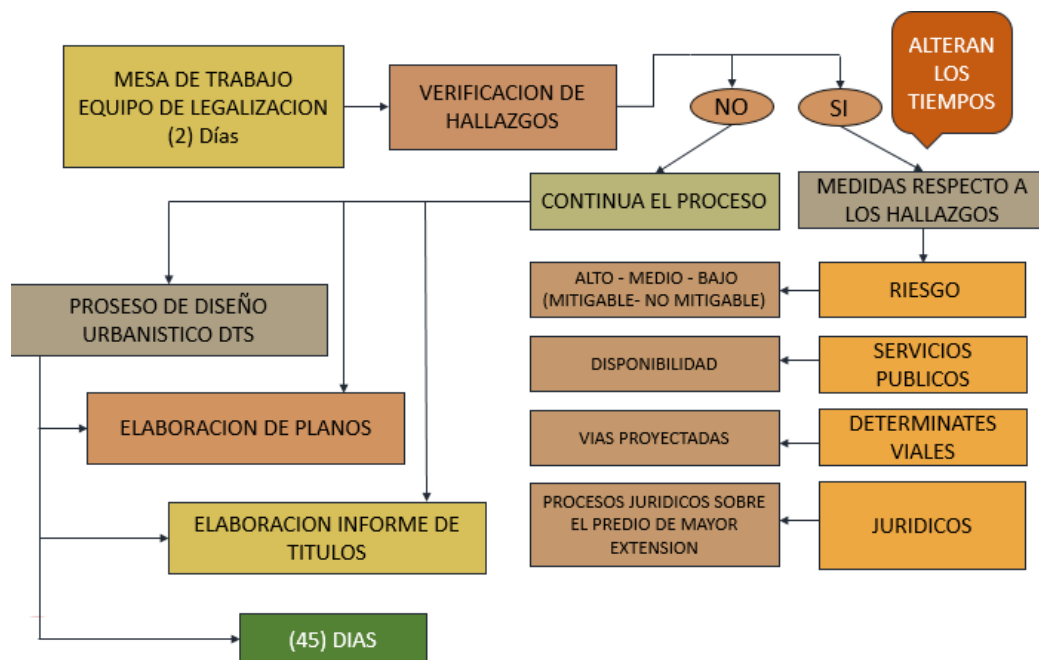 MESA DE TRABAJO
EQUIPO DE LEGALIZACION
(2) Días
VERIFICACION DE
HALLAZGOS
NO
SI
ALTERAN
LOS
TIEMPOS
CONTINUA EL PROCESO
MEDIDAS RESPECTO A
LOS HALLAZGOS
PROSESO DE DISEÑO
URBANISTICO DTS
ALTO - MEDIO - BAJO
(MITIGABLE- NO MITIGABLE)
RIESGO
DISPONIBILIDAD
SERVICIOS
PUBLICOS
ELABORACION DE PLANOS
VIAS PROYECTADAS
DETERMINATES
VIALES
ELABORACION INFORME DE
TITULOS
PROCESOS JURIDICOS SOBRE
EL PREDIO DE MAYOR
EXTENSION
JURIDICOS
(45) DIAS